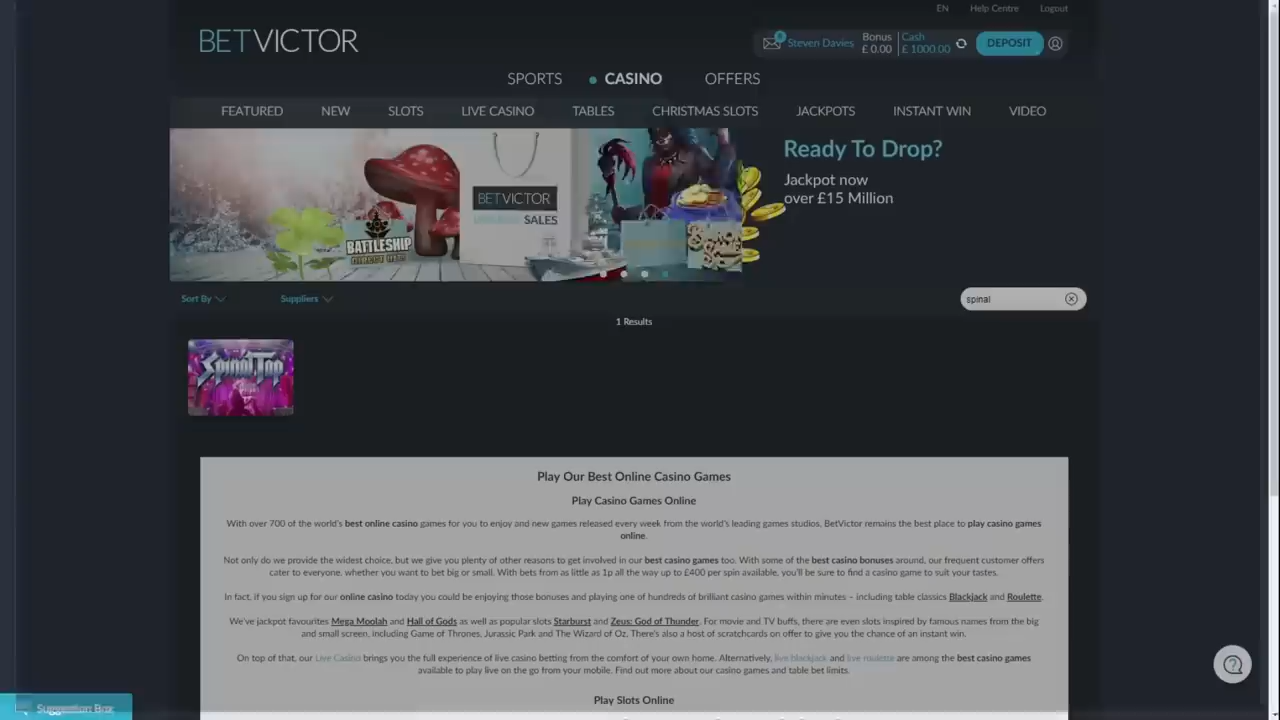 EN Help Centre Logout
BETVICTOR
6 Steven Davies Bonus £ 0.00 Cash £ 1000.00 DEPOSIT
SPORTS CASINO OFFERS
FEATURED NEW SLOTS LIVE CASINO TABLES CHRISTMAS SLOTS JACKPOTS INSTANT WIN VIDEO
Ready To Drop?
Jackpot now
over £15 Million
BETVICTOR
SALES
BATTLESHIP
DIRECT HIT!
Sort By Suppliers spinal
1 Results
Spinal Tap
Play Our Best Online Casino Games
Play Casino Games Online
With over 700 of the world's best online casino games for you to enjoy and new games released every week from the world's leading games studios, BetVictor remains the best place to play casino games
online.
Not only do we provide the widest choice, but we give you plenty of other reasons to get involved in our best casino games too. With some of the best casino bonuses around, our frequent customer offers
cater to everyone, whether you want to bet big or small. With bets from as little as 1p all the way up to £400 per spin available, you'll be sure to find a casino game to suit your tastes.
In fact, if you sign up for our online casino today you could be enjoying those bonuses and playing one of hundreds of brilliant casino games within minutes – including table classics Blackjack and Roulette.
We've jackpot favourites Mega Moolah and Hall of Gods as well as popular slots Starburst and Zeus: God of Thunder. For movie and TV buffs, there are even slots inspired by famous names from the big
and small screen, including Game of Thrones, Jurassic Park and The Wizard of Oz. There's also a host of scratchcards on offer to give you the chance of an instant win.
On top of that, our Live Casino brings you the full experience of live casino betting from the comfort of your own home. Alternatively, live blackjack and live roulette are among the best casino games
available to play live on the go from your mobile. Find out more about our casino games and table bet limits.
Play Slots Online
Suggestion Box